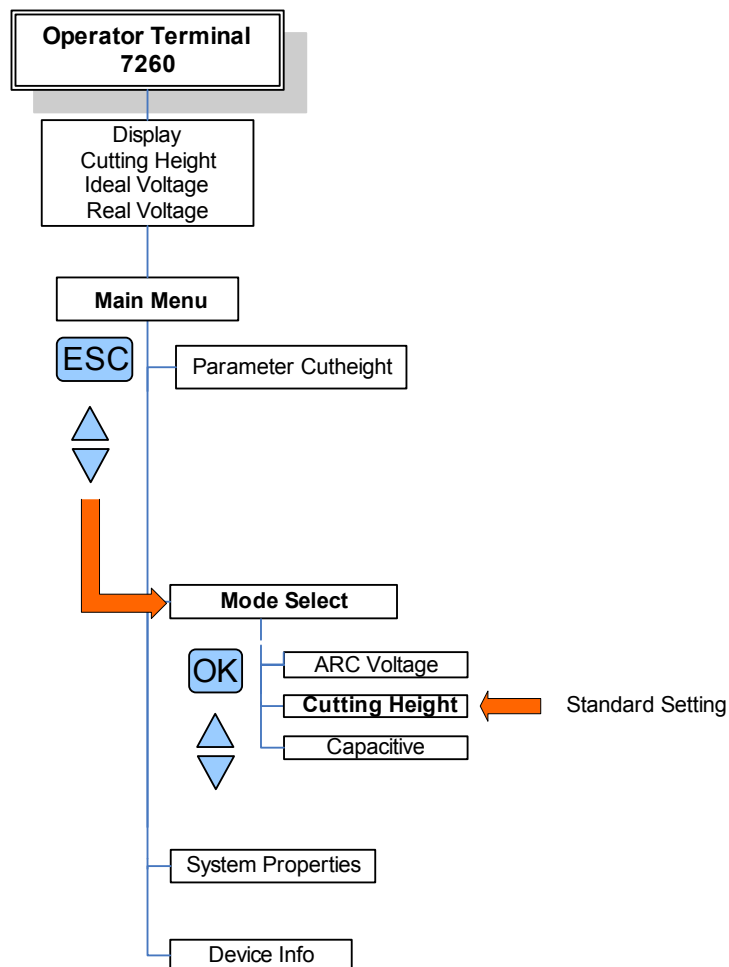 Operator Terminal
7260
Display
Cutting Height
Ideal Voltage
Real Voltage
Main Menu
ESC
Parameter Cutheight
Mode Select
OK
ARC Voltage
Cutting Height
Standard Setting
Capacitive
System Properties
Device Info